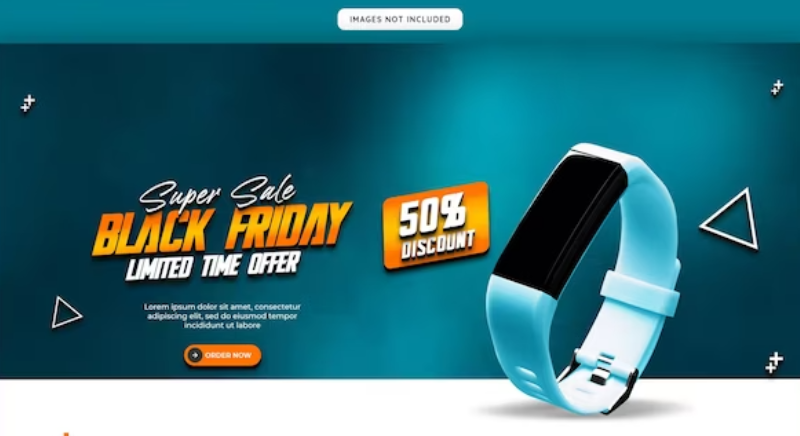 IMAGES NOT INCLUDED
Super Sale
BLACK FRIDAY
LIMITED TIME OFFER
50%
DISCOUNT
Lorem ipsum dolor sit amet, consectetur
adipiscing elit, sed do eiusmod tempor
incididunt ut labore
ORDER NOW